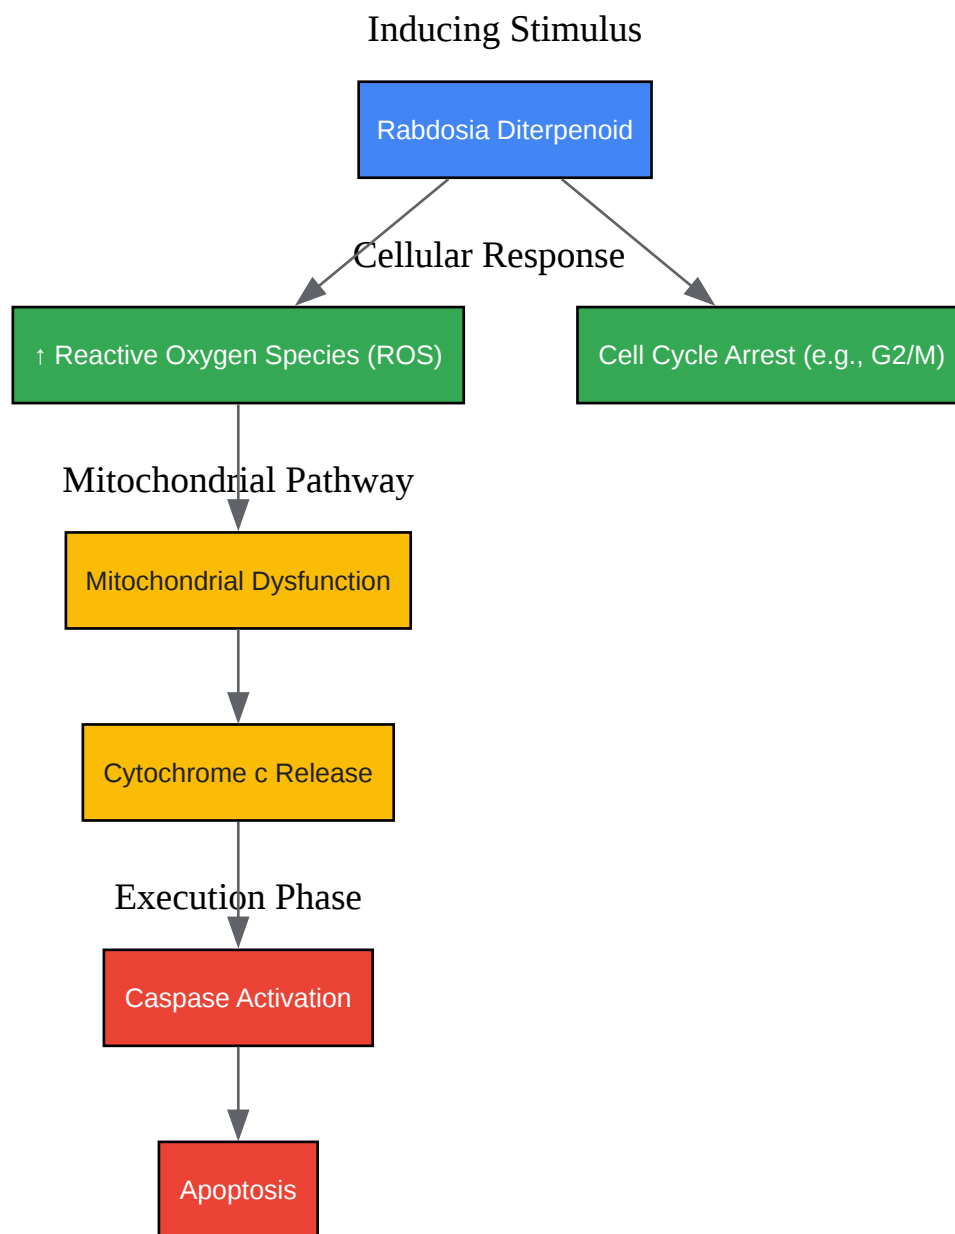 Inducing Stimulus
Rabdosia Diterpenoid
Cellular Response
↑ Reactive Oxygen Species (ROS)
Cell Cycle Arrest (e.g., G2/M)
Mitochondrial Pathway
Mitochondrial Dysfunction
Cytochrome c Release
Execution Phase
Caspase Activation
Apoptosis